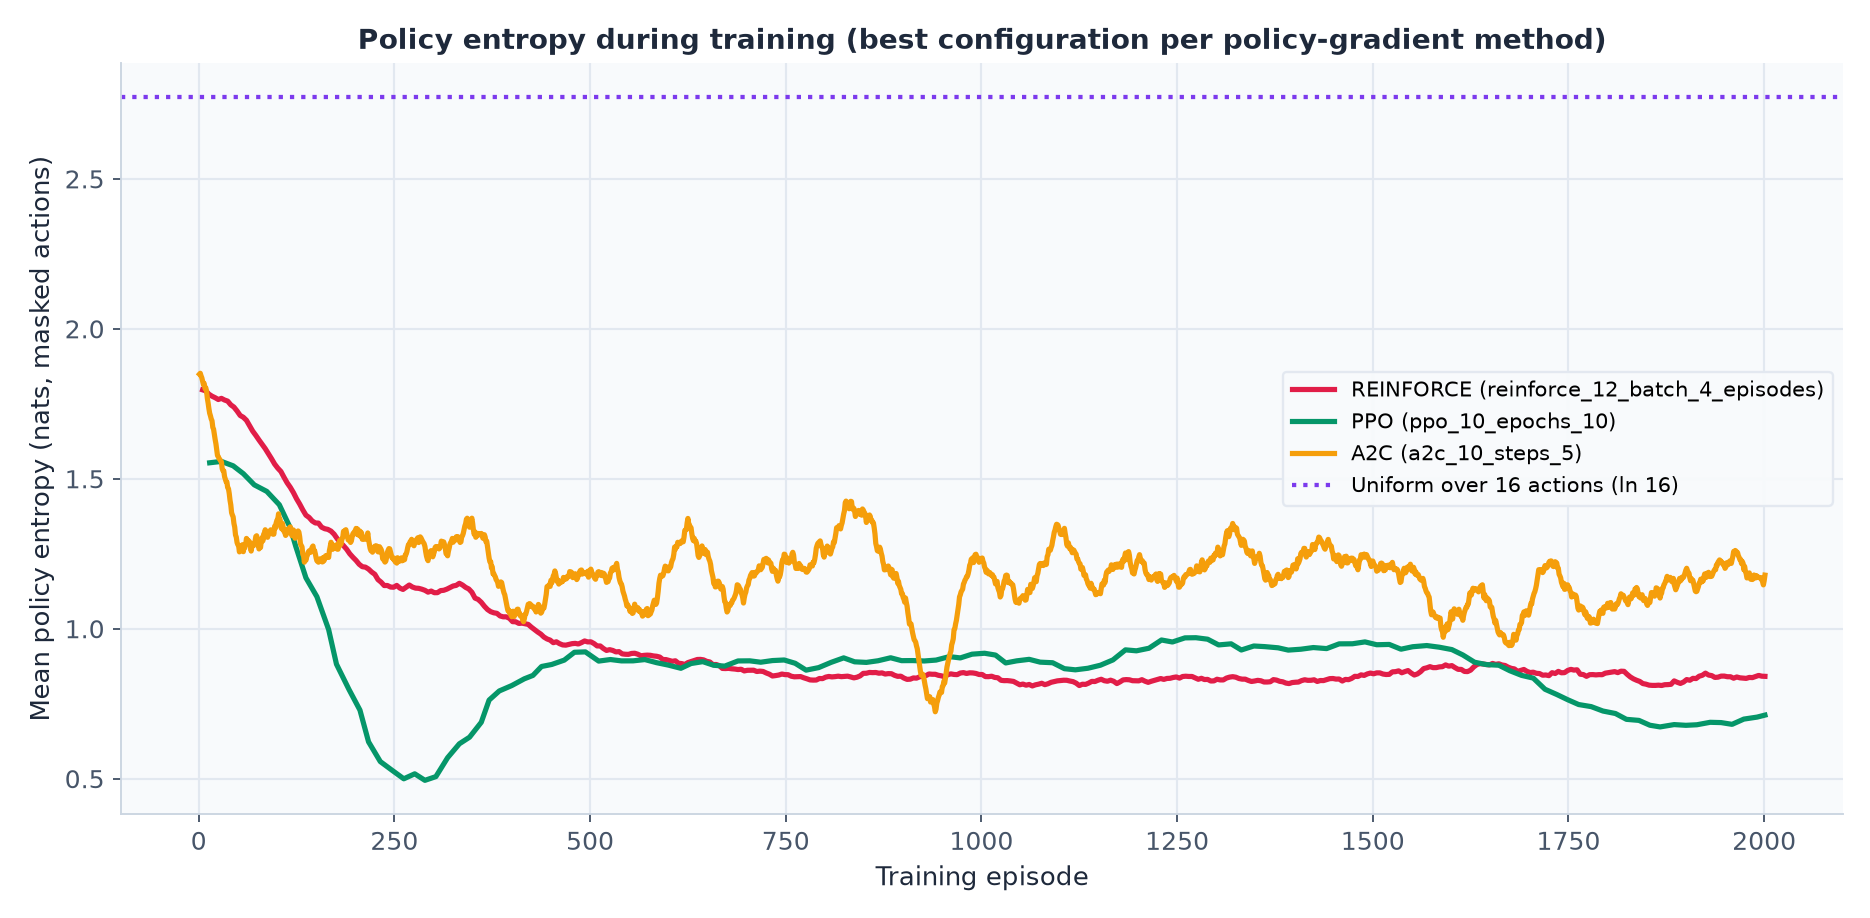 Policy entropy during training (best configuration per policy-gradient method)
Mean policy entropy (nats, masked actions)
2.5
2.0
1.5
1.0
0.5
REINFORCE (reinforce_12_batch_4_episodes)
PPO (ppo_10_epochs_10)
A2C (a2c_10_steps_5)
Uniform over 16 actions (ln 16)
0 250 500 750 1000 1250 1500 1750 2000
Training episode